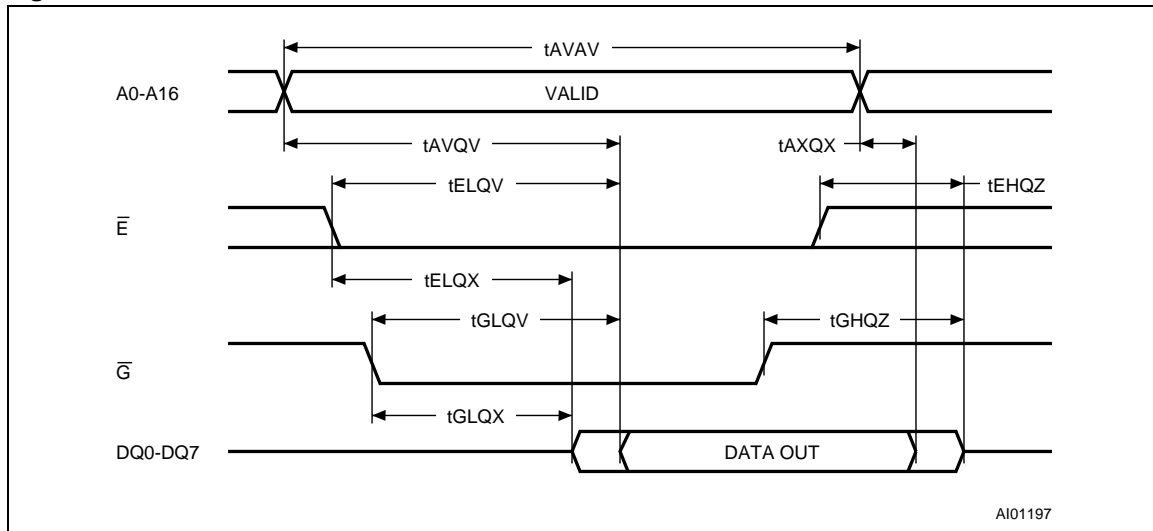 tAVAV
A0-A16
VALID
tAVQV
tAXQX
tELQV
tEHQZ
E̅
tELQX
tGLQV
tGHQZ
G̅
tGLQX
DQ0-DQ7
DATA OUT
AI01197